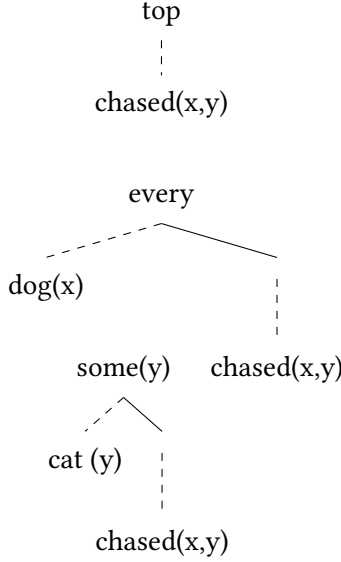 top
chased(x,y)
every
dog(x)
some(y) chased(x,y)
cat (y)
chased(x,y)